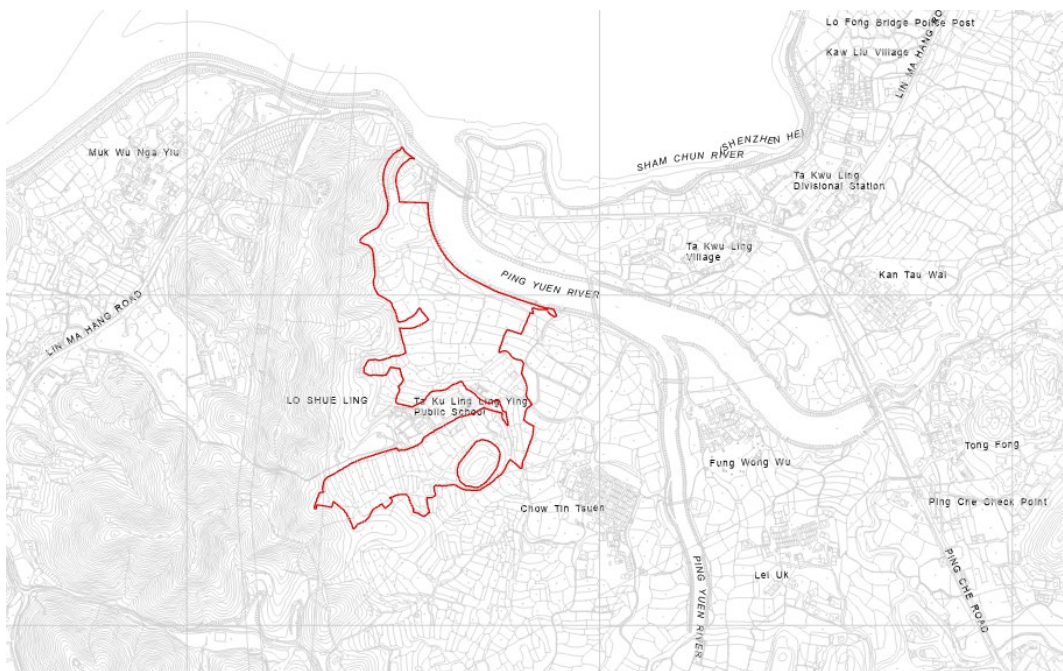 Lo Fong Bridge Police Post
Kaw Liu Village
LIN MA HANG RO
Muk Wu Nga Yiu
SHAM CHUN RIVER
(SHENZHEN HE)
Ta Kwu Ling
Divisional Station
Ta Kwu Ling
Village
Kan Tau Wai
PING YUEN RIVER
LIN MA HANG ROAD
LO SHUE LING
Ta Ku Ling Ling Ying
Public School
Tong Fong
Fung Wong Wu
Ping Che Check Point
Chow Tin Tsuen
Lei Uk
PING YUEN RIVER
PING CHE ROAD